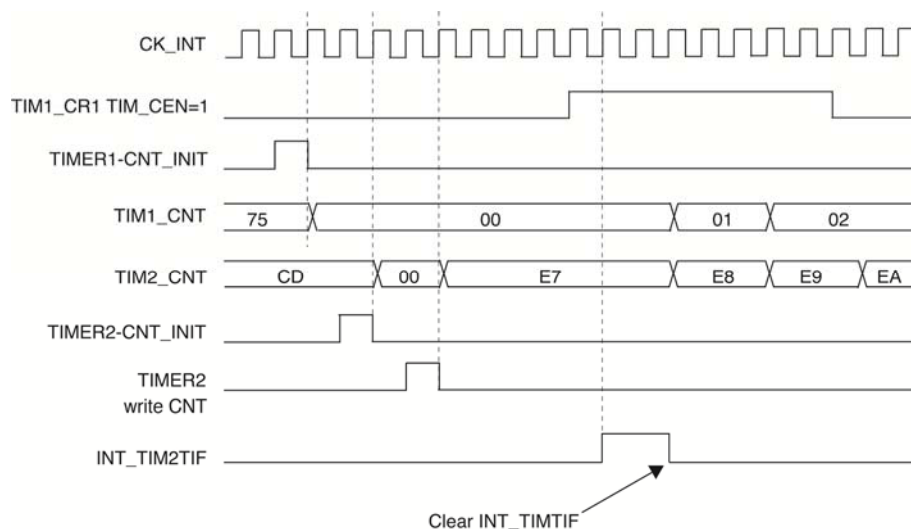 CK_INT
TIM1_CR1 TIM_CEN=1
TIMER1-CNT_INIT
TIM1_CNT
75
00
01
02
TIM2_CNT
CD
00
E7
E8
E9
EA
TIMER2-CNT_INIT
TIMER2
write CNT
INT_TIM2TIF
Clear INT_TIMTIF